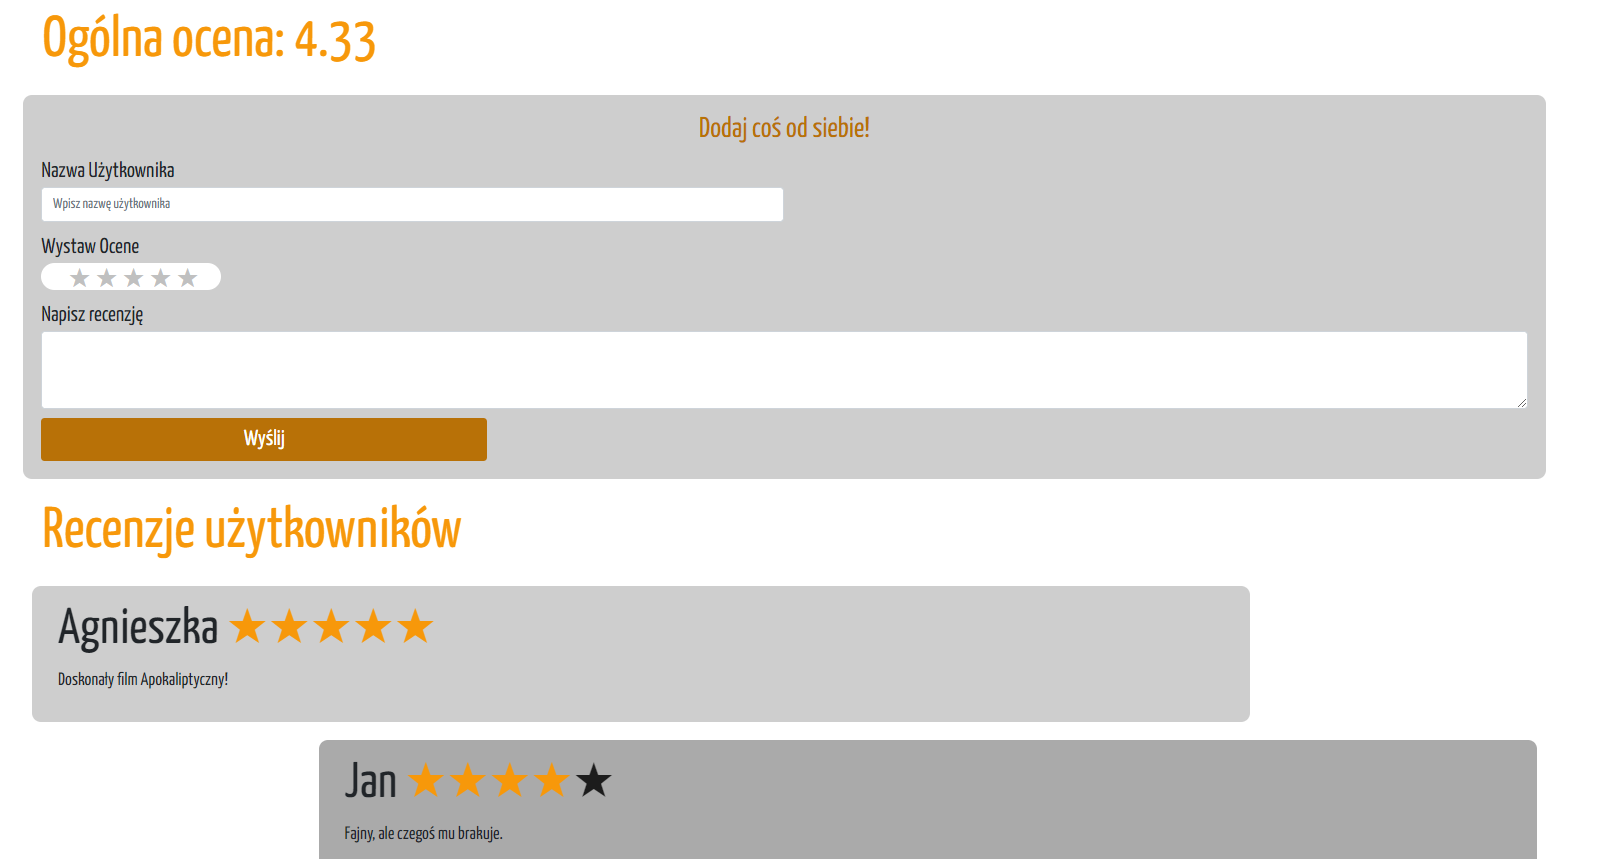 Ogólna ocena: 4.33
Dodaj coś od siebie!
Nazwa Użytkownika
Wpisz nazwę użytkownika
Wystaw Ocene
★★★★★
Napisz recenzję
Wyślij
Recenzje użytkowników
Agnieszka ★★★★★
Doskonały film Apokaliptyczny!
Jan ★★★★★
Fajny, ale czegoś mu brakuje.